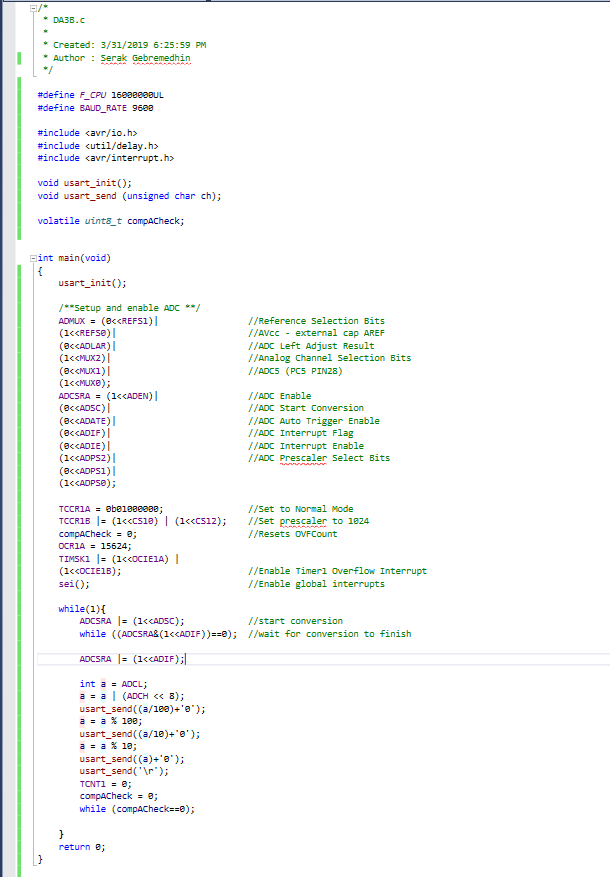 /*
 * DA3B.c
 *
 * Created: 3/31/2019 6:25:59 PM
 * Author : Serak Gebremedhin
 */

#define F_CPU 16000000UL
#define BAUD_RATE 9600

#include <avr/io.h>
#include <util/delay.h>
#include <avr/interrupt.h>

void usart_init();
void usart_send (unsigned char ch);

volatile uint8_t compACheck;


int main(void)
{
    usart_init();

    /**Setup and enable ADC **/
    ADMUX = (0<<REFS1)|                 //Reference Selection Bits
    (1<<REFS0)|                         //AVcc - external cap AREF
    (0<<ADLAR)|                         //ADC Left Adjust Result
    (1<<MUX2)|                          //Analog Channel Selection Bits
    (0<<MUX1)|                          //ADC5 (PC5 PIN28)
    (1<<MUX0);
    ADCSRA = (1<<ADEN)|                 //ADC Enable
    (0<<ADSC)|                          //ADC Start Conversion
    (0<<ADATE)|                         //ADC Auto Trigger Enable
    (0<<ADIF)|                          //ADC Interrupt Flag
    (0<<ADIE)|                          //ADC Interrupt Enable
    (1<<ADPS2)|                         //ADC Prescaler Select Bits
    (0<<ADPS1)|
    (1<<ADPS0);

    TCCR1A = 0b01000000;                //Set to Normal Mode
    TCCR1B |= (1<<CS10) | (1<<CS12);    //Set prescaler to 1024
    compACheck = 0;                     //Resets OVFCount
    OCR1A = 15624;
    TIMSK1 |= (1<<OCIE1A) |
    (1<<OCIE1B);                        //Enable Timer1 Overflow Interrupt
    sei();                              //Enable global interrupts

    while(1){
        ADCSRA |= (1<<ADSC);            //start conversion
        while ((ADCSRA&(1<<ADIF))==0);  //wait for conversion to finish

        ADCSRA |= (1<<ADIF);

        int a = ADCL;
        a = a | (ADCH << 8);
        usart_send((a/100)+'0');
        a = a % 100;
        usart_send((a/10)+'0');
        a = a % 10;
        usart_send((a)+'0');
        usart_send('\r');
        TCNT1 = 0;
        compACheck = 0;
        while (compACheck==0);

    }
    return 0;
}